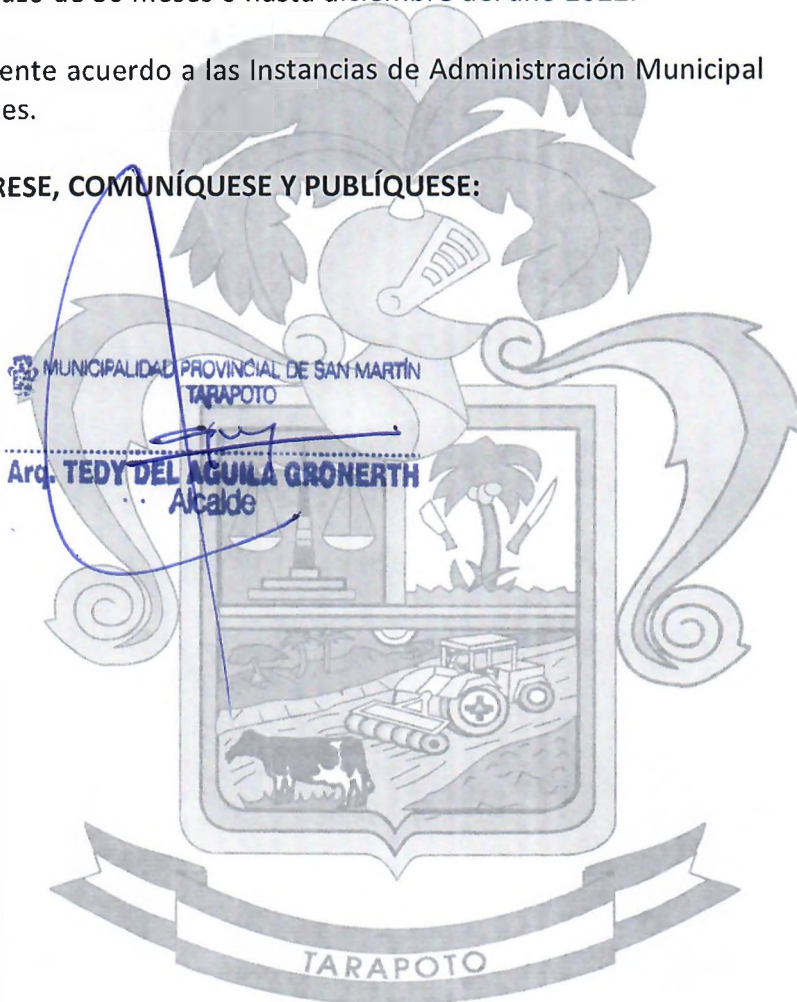 ente acuerdo a las Instancias de Administración Municipal
es.
RESE, COMUNÍQUESE Y PUBLÍQUESE:
MUNICIPALIDAD PROVINCIAL DE SAN MARTÍN
TARAPOTO
Arq. TEDY DEL AGUILA GRONERTH
Alcalde
TARAPOTO